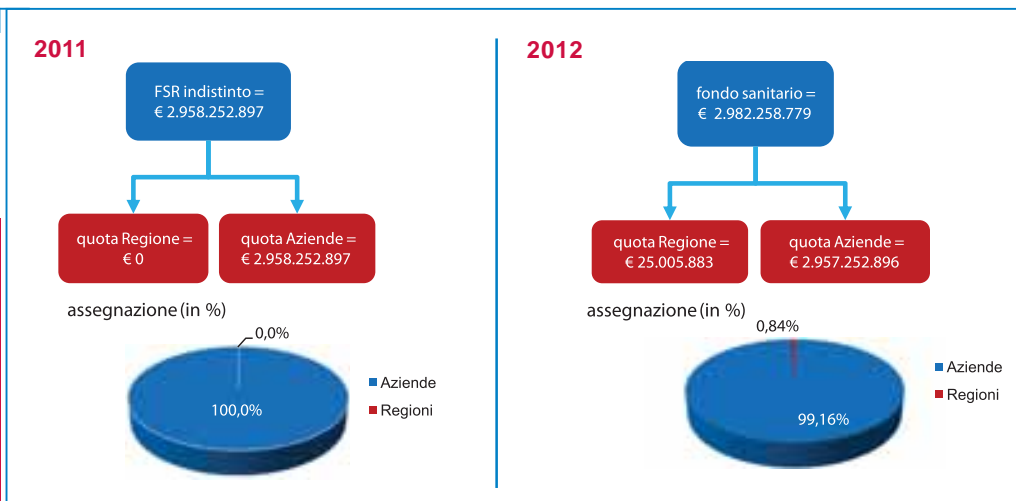 2011
FSR indistinto =
€ 2.958.252.897
quota Regione =
€ 0
quota Aziende =
€ 2.958.252.897
assegnazione (in %)
0,0%
100,0%
Aziende
Regioni
2012
fondo sanitario =
€ 2.982.258.779
quota Regione =
€ 25.005.883
quota Aziende =
€ 2.957.252.896
assegnazione (in %)
0,84%
99,16%
Aziende
Regioni